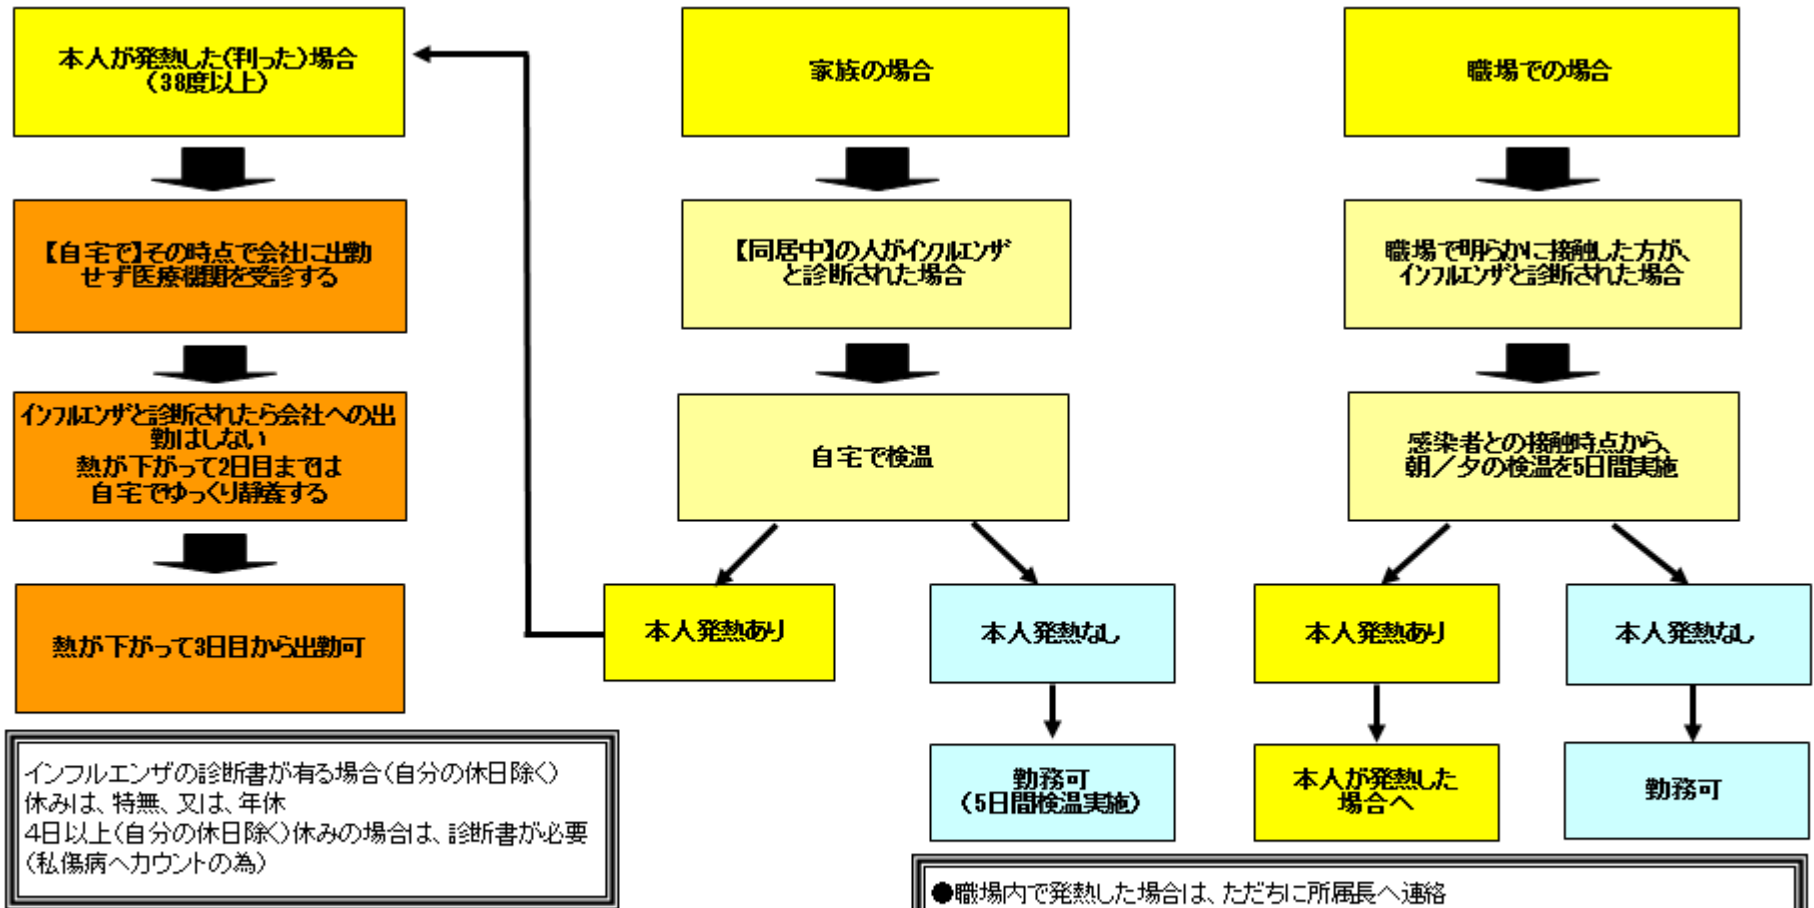 本人が発熱した(判った)場合
(38度以上)
【自宅で】その時点で会社に出勤
せず医療機関を受診する
インフルエンザと診断されたら会社への出
勤はしない
熱が下がって2日目までは
自宅でゆっくり静養する
熱が下がって3日目から出勤可
インフルエンザの診断書が有る場合(自分の休日除く)
休みは、特無、又は、年休
4日以上(自分の休日除く)休みの場合は、診断書が必要
(私傷病へカウントの為)
家族の場合
【同居中】の人がインフルエンザ
と診断された場合
自宅で検温
本人発熱あり
本人発熱なし
勤務可
(5日間検温実施)
職場での場合
職場で明らかに接触した方が、
インフルエンザと診断された場合
感染者との接触時点から、
朝/夕の検温を5日間実施
本人発熱あり
本人発熱なし
本人が発熱した
場合へ
勤務可
●職場内で発熱した場合は、ただちに所属長へ連絡